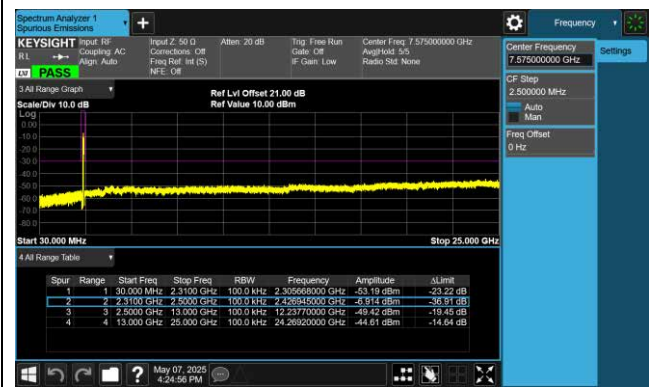 Spectrum Analyzer 1
Spurious Emissions
Frequency
KEYSIGHT
RL
Input: RF
Coupling: AC
Align: Auto
Input Z: 50 Ω
Corrections: Off
Freq Ref: Int (S)
NFE: Off
Atten: 20 dB
Trig: Free Run
Gate: Off
IF Gain: Low
Center Freq: 7.575000000 GHz
Avg|Hold: 5/5
Radio Std: None
LXI
PASS
3 All Range Graph
Scale/Div 10.0 dB
Ref Lvl Offset 21.00 dB
Ref Value 10.00 dBm
Log
0.00
-10.0
-20.0
-30.0
-40.0
-50.0
-60.0
-70.0
-80.0
Start 30.000 MHz
Stop 25.000 GHz
4 All Range Table
Spur Range Start Freq Stop Freq RBW Frequency Amplitude ΔLimit
1 1 30.000 MHz 2.3100 GHz 100.0 kHz 2.305668000 GHz -53.19 dBm -23.22 dB
2 2 2.3100 GHz 2.5000 GHz 100.0 kHz 2.426945000 GHz -6.914 dBm -36.91 dB
3 3 2.5000 GHz 13.000 GHz 100.0 kHz 12.23770000 GHz -49.42 dBm -19.45 dB
4 4 13.000 GHz 25.000 GHz 100.0 kHz 24.26920000 GHz -44.61 dBm -14.64 dB
May 07, 2025
4:24:56 PM
Center Frequency
7.575000000 GHz
Settings
CF Step
2.500000 MHz
Auto
Man
Freq Offset
0 Hz